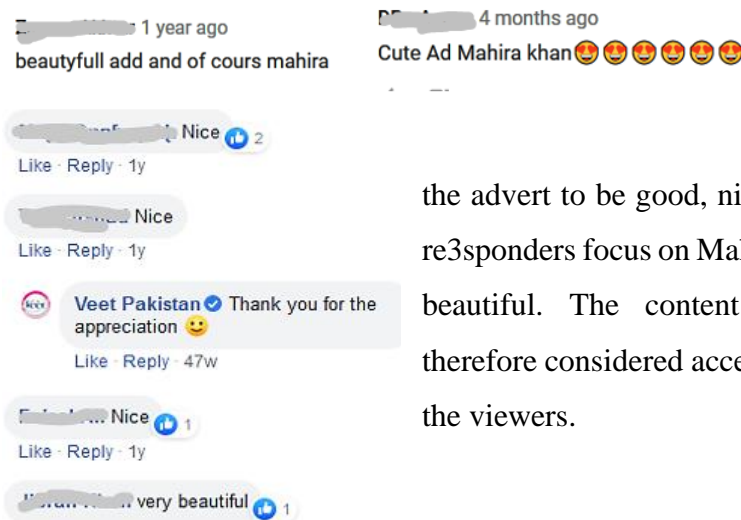 1 year ago
beautyfull add and of cours mahira
4 months ago
Cute Ad Mahira khan😍😍😍😍😍😍
Nice 2
Like · Reply · 1y
Nice
Like · Reply · 1y
Veet Pakistan Thank you for the
appreciation 🙂
Like · Reply · 47w
Nice 1
Like · Reply · 1y
very beautiful 1
the advert to be good, ni
re3sponders focus on Mal
beautiful. The content
therefore considered acce
the viewers.